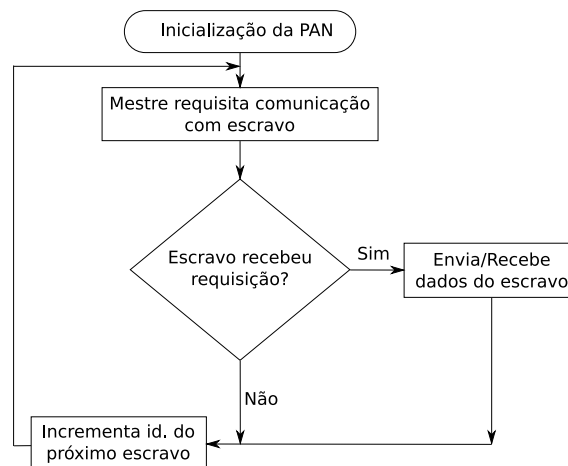 Inicialização da PAN
Mestre requisita comunicação
com escravo
Escravo recebeu
requisição?
Sim
Envia/Recebe
dados do escravo
Não
Incrementa id. do
próximo escravo